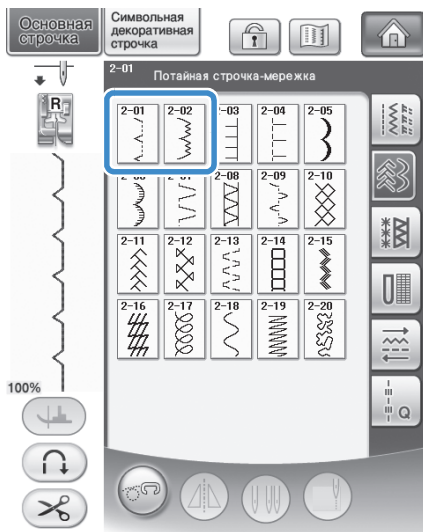 Основная
строчка
Символьная
декоративная
строчка
2-01
Потайная строчка-мережка
R
2-01 2-02 2-03 2-04 2-05
2-08 2-09 2-10
2-11 2-12 2-13 2-14 2-15
2-16 2-17 2-18 2-19 2-20
100%
Q